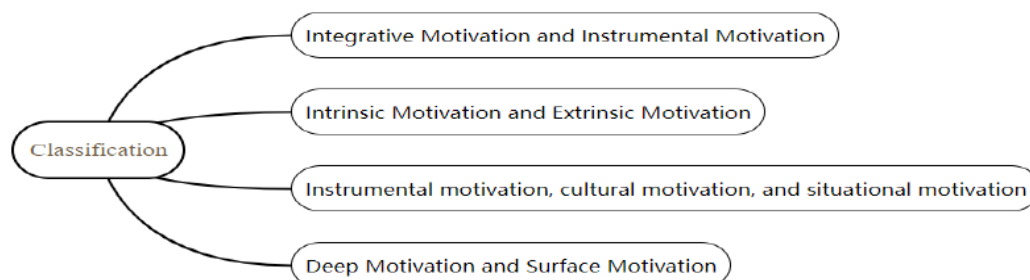 Integrative Motivation and Instrumental Motivation
Intrinsic Motivation and Extrinsic Motivation
Classification
Instrumental motivation, cultural motivation, and situational motivation
Deep Motivation and Surface Motivation